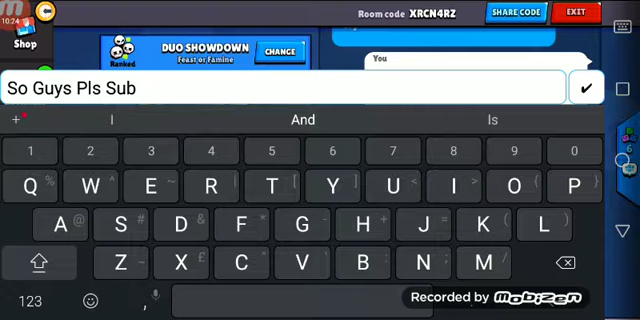 10:24
Shop
Room code XRCN4RZ
SHARE CODE
EXIT
Ranked
DUO SHOWDOWN
Feast or Famine
CHANGE
You
So Guys Pls Sub ✔
+ I And Is
1 2 3 4 5 6 7 8 9 0
Q % W ^ E ~ R | T [ Y ] U < I > O { P }
A @ S # D & F * G - H + J = K ( L )
Z X C £ V B N M /
123 ,
Recorded by Mobizen
6